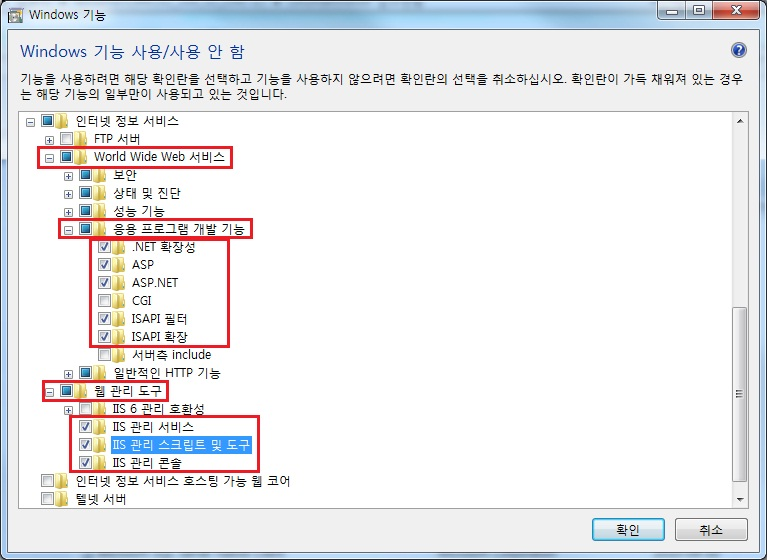 Windows 기능
Windows 기능 사용/사용 안 함
기능을 사용하려면 해당 확인란을 선택하고 기능을 사용하지 않으려면 확인란의 선택을 취소하십시오. 확인란이 가득 채워져 있는 경우
는 해당 기능의 일부만이 사용되고 있는 것입니다.
인터넷 정보 서비스
FTP 서버
World Wide Web 서비스
보안
상태 및 진단
성능 기능
응용 프로그램 개발 기능
.NET 확장성
ASP
ASP.NET
CGI
ISAPI 필터
ISAPI 확장
서버측 include
일반적인 HTTP 기능
웹 관리 도구
IIS 6 관리 호환성
IIS 관리 서비스
IIS 관리 스크립트 및 도구
IIS 관리 콘솔
인터넷 정보 서비스 호스팅 가능 웹 코어
텔넷 서버
확인
취소